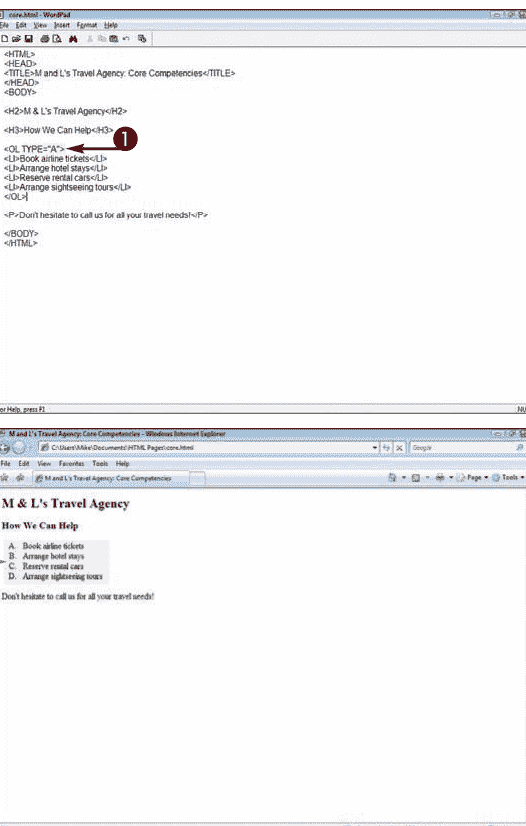 core.html - WordPad
File Edit View Insert Format Help
<HTML>
<HEAD>
<TITLE>M and L's Travel Agency: Core Competencies</TITLE>
</HEAD>
<BODY>
<H2>M & L's Travel Agency</H2>
<H3>How We Can Help</H3>
1
<OL TYPE="A">
<LI>Book airline tickets</LI>
<LI>Arrange hotel stays</LI>
<LI>Reserve rental cars</LI>
<LI>Arrange sightseeing tours</LI>
</OL>
<P>Don't hesitate to call us for all your travel needs!</P>
</BODY>
</HTML>
or Help, press F1 NU
M and L's Travel Agency: Core Competencies - Windows Internet Explorer
C:\Users\Mike\Documents\HTML Pages\core.html Google
File Edit View Favorites Tools Help
M and L's Travel Agency: Core Competencies Page Tools
M & L's Travel Agency
How We Can Help
A. Book airline tickets
B. Arrange hotel stays
C. Reserve rental cars
D. Arrange sightseeing tours
Don't hesitate to call us for all your travel needs!